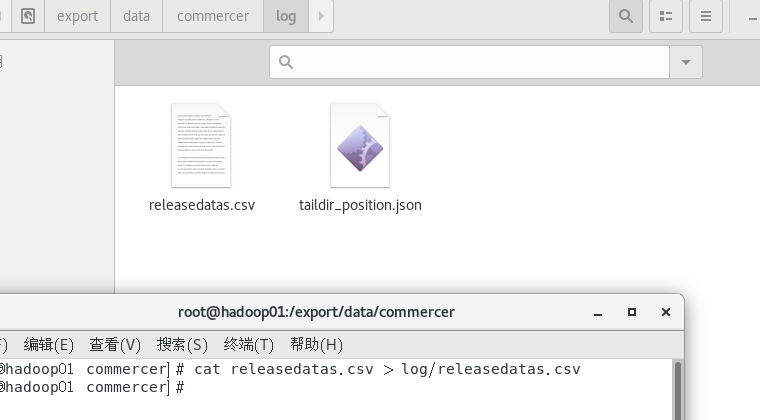 export data commercer log
releasedatas.csv taildir_position.json
root@hadoop01:/export/data/commercer
编辑(E) 查看(V) 搜索(S) 终端(T) 帮助(H)
@hadoop01 commercer]# cat releasedatas.csv > log/releasedatas.csv
@hadoop01 commercer]#